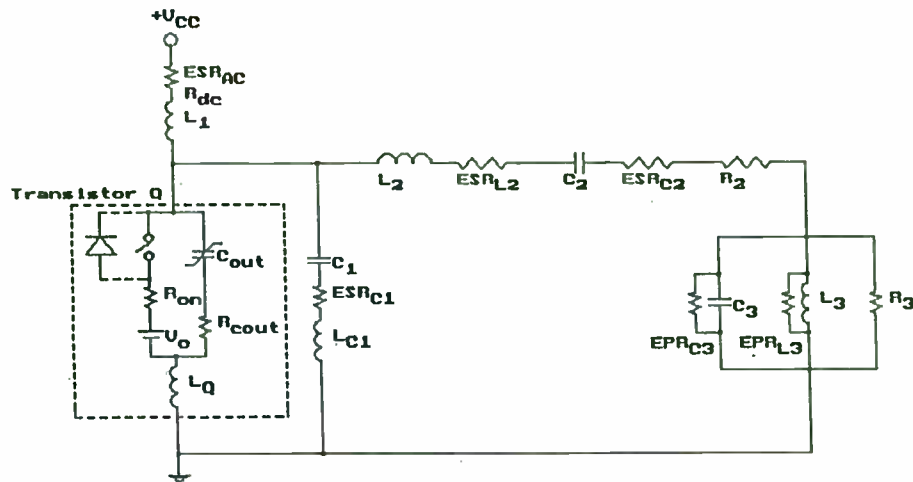 +VCC
ESRAC
Rdc
L1
L2
ESRL2
C2
ESRC2
R2
Transistor Q
Cout
Ron
Rcout
Vo
LQ
C1
ESRC1
LC1
C3
L3
R3
EPRC3
EPRL3